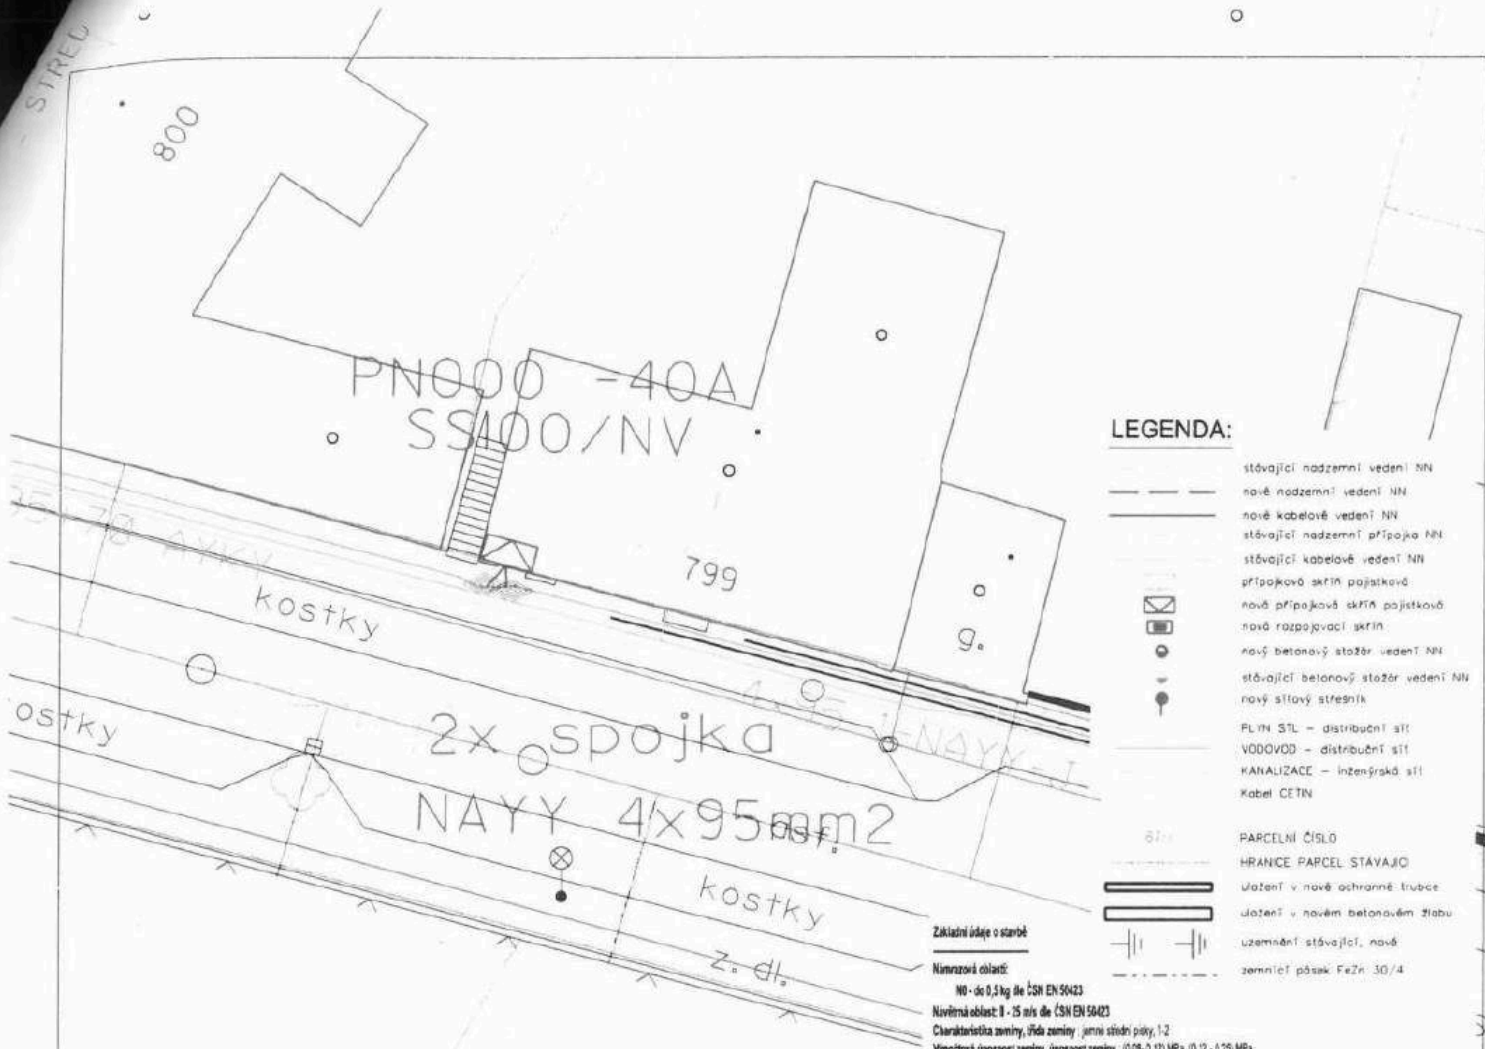 STŘED
800
PN000 -40A
SS100/NV
799
g.
kostky
ostky
2x spojka
NAYY 4x95mm2
asf.
kostky
z. dl.
LEGENDA:
stávající nadzemní vedení NN
nové nadzemní vedení NN
nové kabelové vedení NN
stávající nadzemní přípojka NN
stávající kabelové vedení NN
přípojková skříň pojistková
nová přípojková skříň pojistková
nová rozpojovací skříň
nový betonový stožár vedení NN
stávající betonový stožár vedení NN
nový síťový střešník
PLYN STL – distribuční síť
VODOVOD – distribuční síť
KANALIZACE – inženýrská síť
Kabel CETIN
PARCELNÍ ČÍSLO
HRANICE PARCEL STÁVAJÍCÍ
uložení v nové ochranné trubce
uložení v novém betonovém žlabu
uzemnění stávající, nové
zemnící pásek FeZn 30/4
Základní údaje o stavbě
Námrazová oblast:
N0 - do 0,5 kg dle ČSN EN 50423
Návětrná oblast: II - 25 m/s dle ČSN EN 50423
Charakteristika zeminy, třída zeminy : jemné střední písky, 1-2